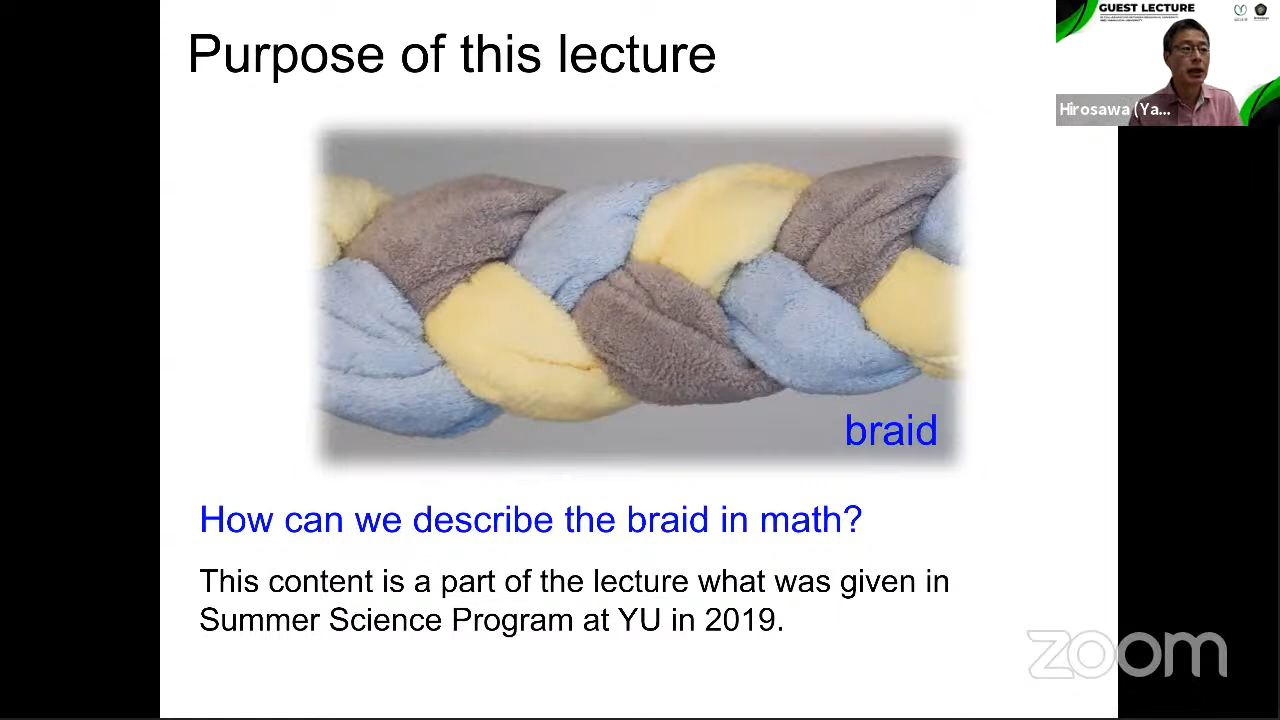 Purpose of this lecture
GUEST LECTURE
Hirosawa (Ya...
braid
How can we describe the braid in math?
This content is a part of the lecture what was given in
Summer Science Program at YU in 2019.
zoom